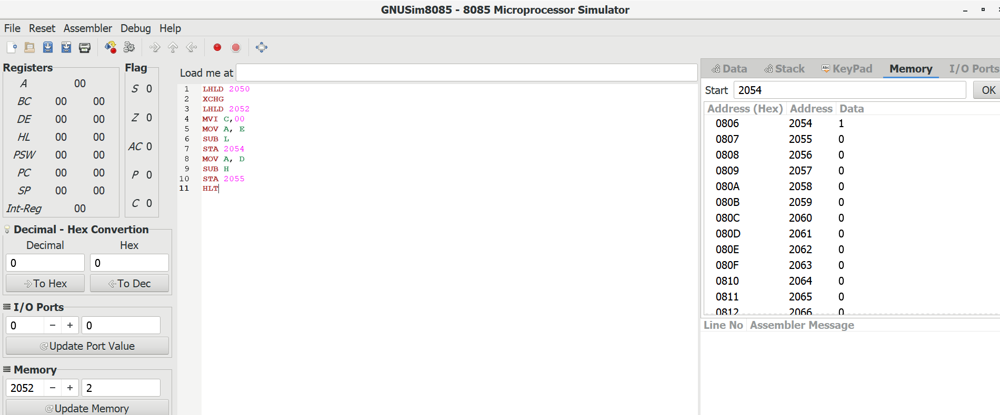 GNUSim8085 - 8085 Microprocessor Simulator
File Reset Assembler Debug Help
Registers
A 00
BC 00 00
DE 00 00
HL 00 00
PSW 00 00
PC 00 00
SP 00 00
Int-Reg 00
Flag
S 0
Z 0
AC 0
P 0
C 0
Decimal - Hex Convertion
Decimal Hex
0 0
To Hex To Dec
I/O Ports
0 − + 0
Update Port Value
Memory
2052 − + 2
Update Memory
Load me at
1 LHLD 2050
2 XCHG
3 LHLD 2052
4 MVI C,00
5 MOV A, E
6 SUB L
7 STA 2054
8 MOV A, D
9 SUB H
10 STA 2055
11 HLT
Data Stack Abc KeyPad Memory I/O Ports
Start 2054 OK
Address (Hex) Address Data
0806 2054 1
0807 2055 0
0808 2056 0
0809 2057 0
080A 2058 0
080B 2059 0
080C 2060 0
080D 2061 0
080E 2062 0
080F 2063 0
0810 2064 0
0811 2065 0
0812 2066 0
Line No Assembler Message